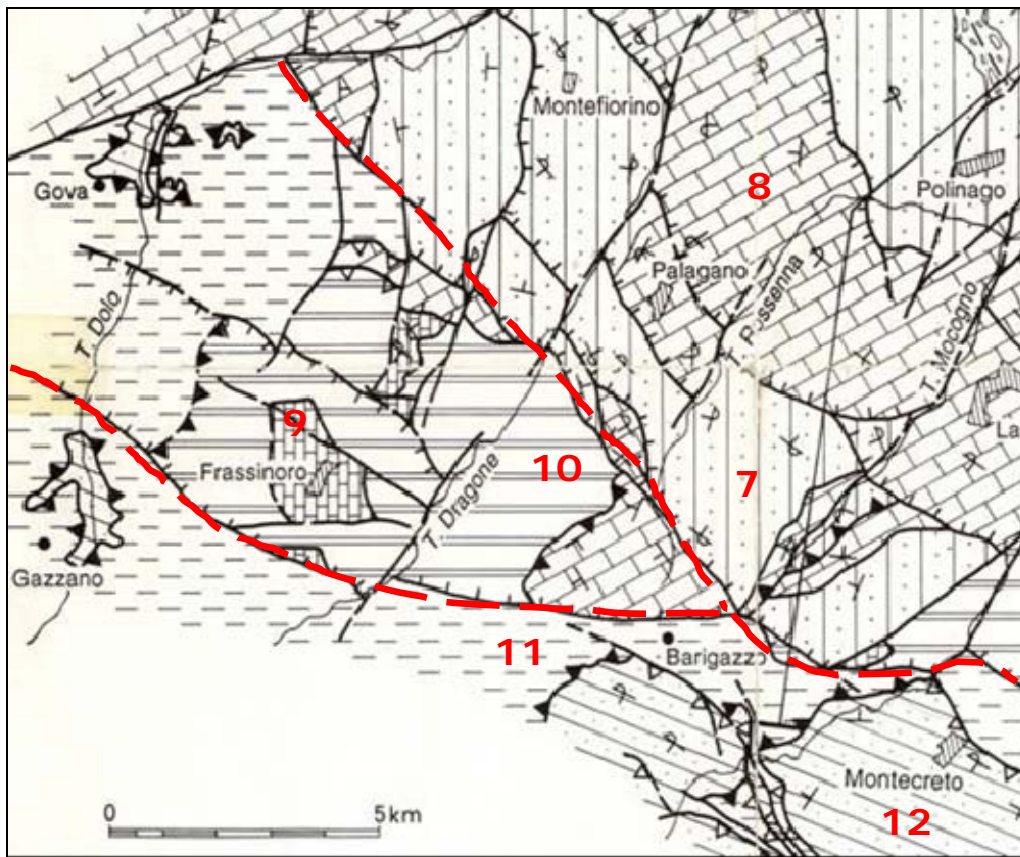 Montefiorino
8
Gova
Polinago
Palagano
T. Dolo
T. Rossenna
T. Mocogno
9
La
Frassinoro
10
7
T. Dragone
Gazzano
11
Barigazzo
Montecreto
0
5km
12